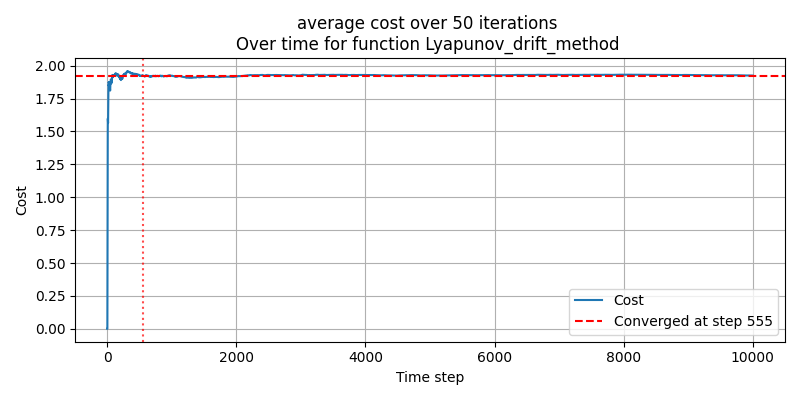 average cost over 50 iterations
Over time for function Lyapunov_drift_method
2.00
1.75
1.50
1.25
1.00
0.75
0.50
0.25
0.00
Cost
Cost
Converged at step 555
0 2000 4000 6000 8000 10000
Time step